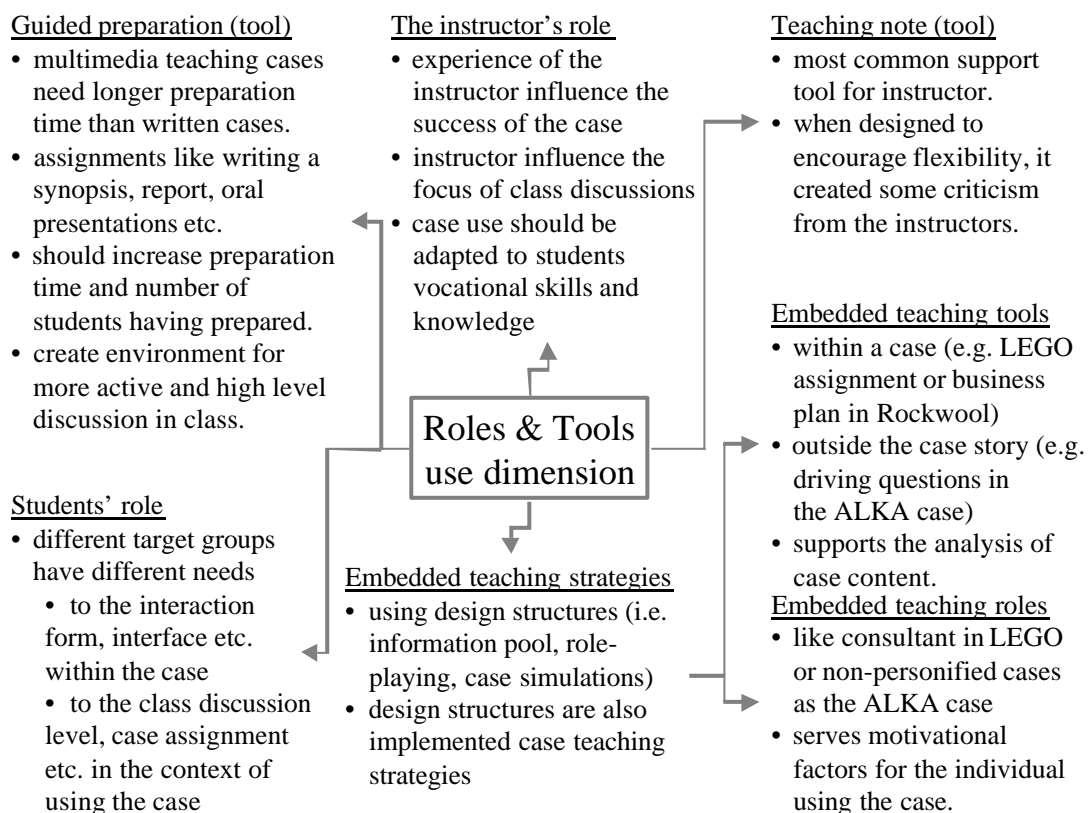 Guided preparation (tool)
• multimedia teaching cases
need longer preparation
time than written cases.
• assignments like writing a
synopsis, report, oral
presentations etc.
• should increase preparation
time and number of
students having prepared.
• create environment for
more active and high level
discussion in class.
The instructor’s role
• experience of the
instructor influence the
success of the case
• instructor influence the
focus of class discussions
• case use should be
adapted to students
vocational skills and
knowledge
Teaching note (tool)
• most common support
tool for instructor.
• when designed to
encourage flexibility, it
created some criticism
from the instructors.
Roles & Tools
use dimension
Students’ role
• different target groups
have different needs
• to the interaction
form, interface etc.
within the case
• to the class discussion
level, case assignment
etc. in the context of
using the case
Embedded teaching strategies
• using design structures (i.e.
information pool, role-
playing, case simulations)
• design structures are also
implemented case teaching
strategies
Embedded teaching tools
• within a case (e.g. LEGO
assignment or business
plan in Rockwool)
• outside the case story (e.g.
driving questions in
the ALKA case)
• supports the analysis of
case content.
Embedded teaching roles
• like consultant in LEGO
or non-personified cases
as the ALKA case
• serves motivational
factors for the individual
using the case.